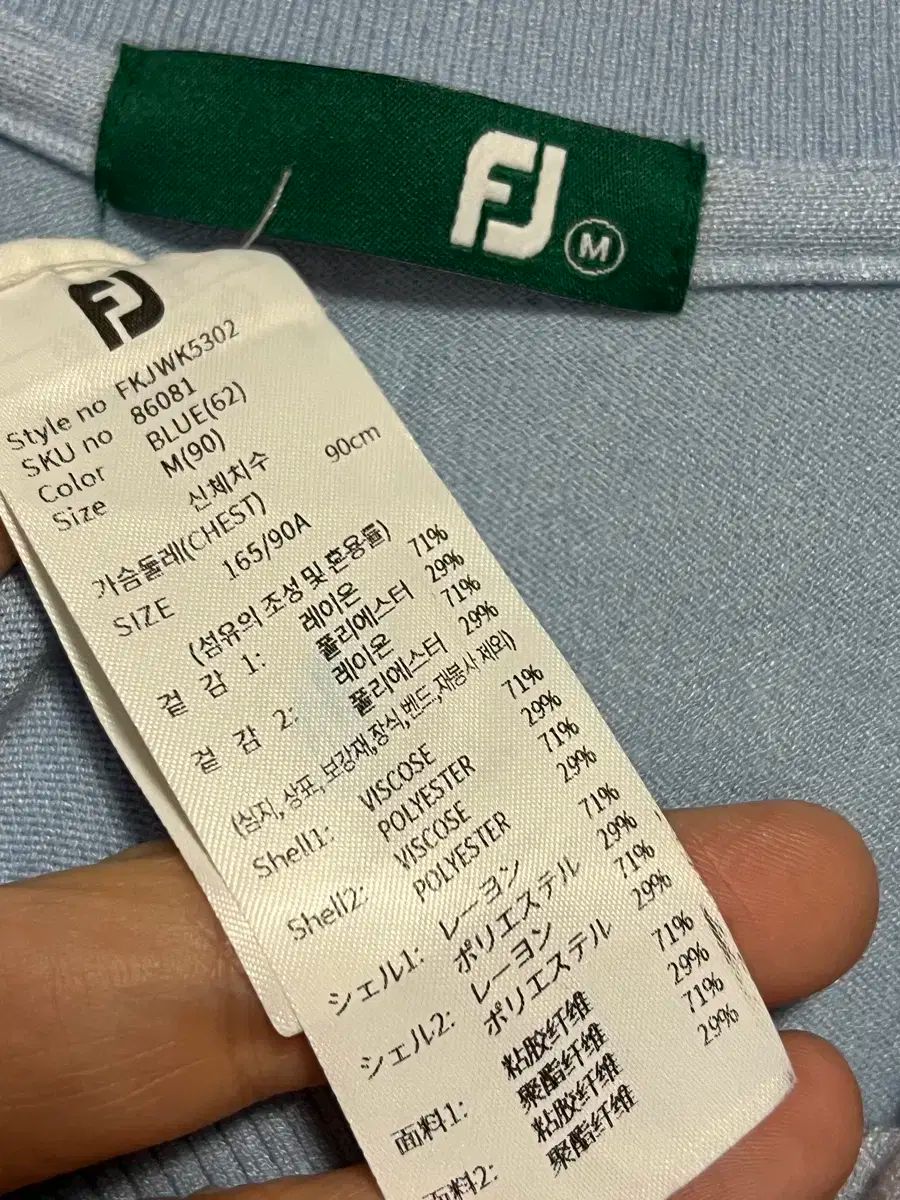 FJ M
FJ
Style no FKJWK5302
SKU no 86081
Color BLUE(62)
Size M(90)
신체치수
가슴둘레(CHEST) 90cm
SIZE 165/90A
(섬유의 조성 및 혼용률)
겉 감 1: 레이온 71%
폴리에스터 29%
겉 감 2: 레이온 71%
폴리에스터 29%
(심지,상표,보강재,장식,벤드,재봉사 제외)
Shell1: VISCOSE 71%
POLYESTER 29%
Shell2: VISCOSE 71%
POLYESTER 29%
シェル1: レーヨン 71%
ポリエステル 29%
シェル2: レーヨン 71%
ポリエステル 29%
面料1: 粘胶纤维 71%
聚酯纤维 29%
面料2: 粘胶纤维 71%
聚酯纤维 29%